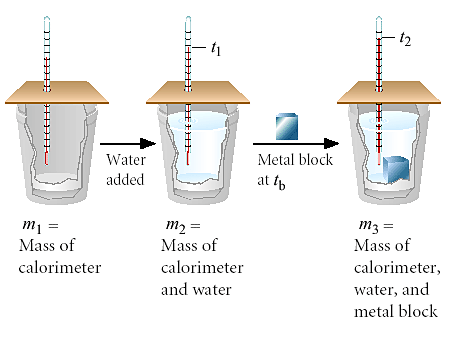 t₁
t₂
Water
added
Metal block
at t_b
m₁ =
Mass of
calorimeter
m₂ =
Mass of
calorimeter
and water
m₃ =
Mass of
calorimeter,
water, and
metal block